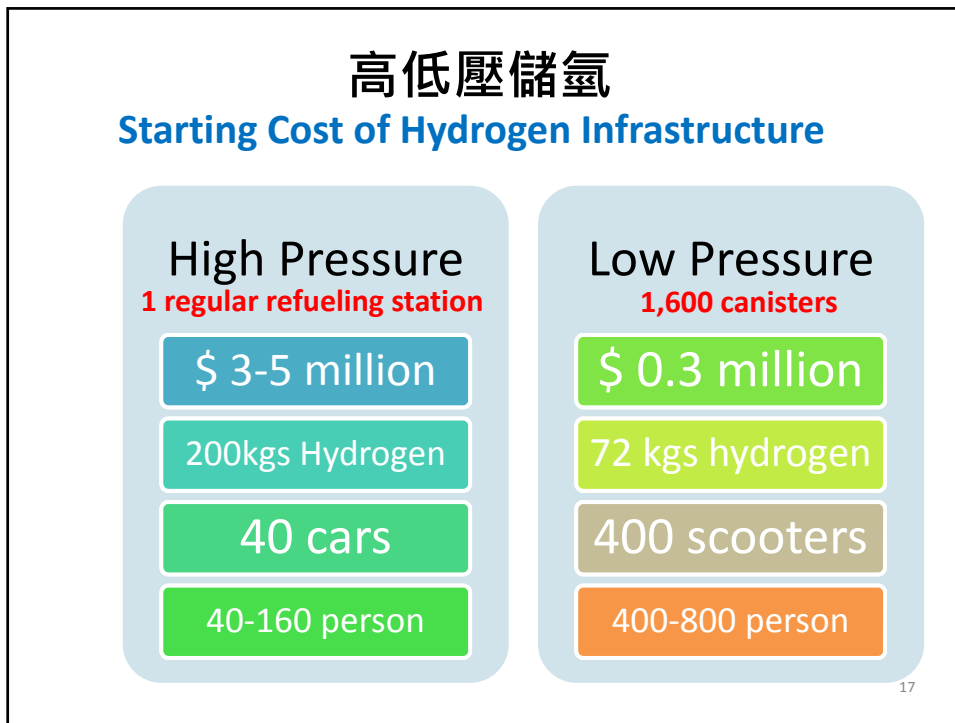 高低壓儲氫
Starting Cost of Hydrogen Infrastructure
High Pressure
1 regular refueling station
$ 3-5 million
200kgs Hydrogen
40 cars
40-160 person
Low Pressure
1,600 canisters
$ 0.3 million
72 kgs hydrogen
400 scooters
400-800 person
17